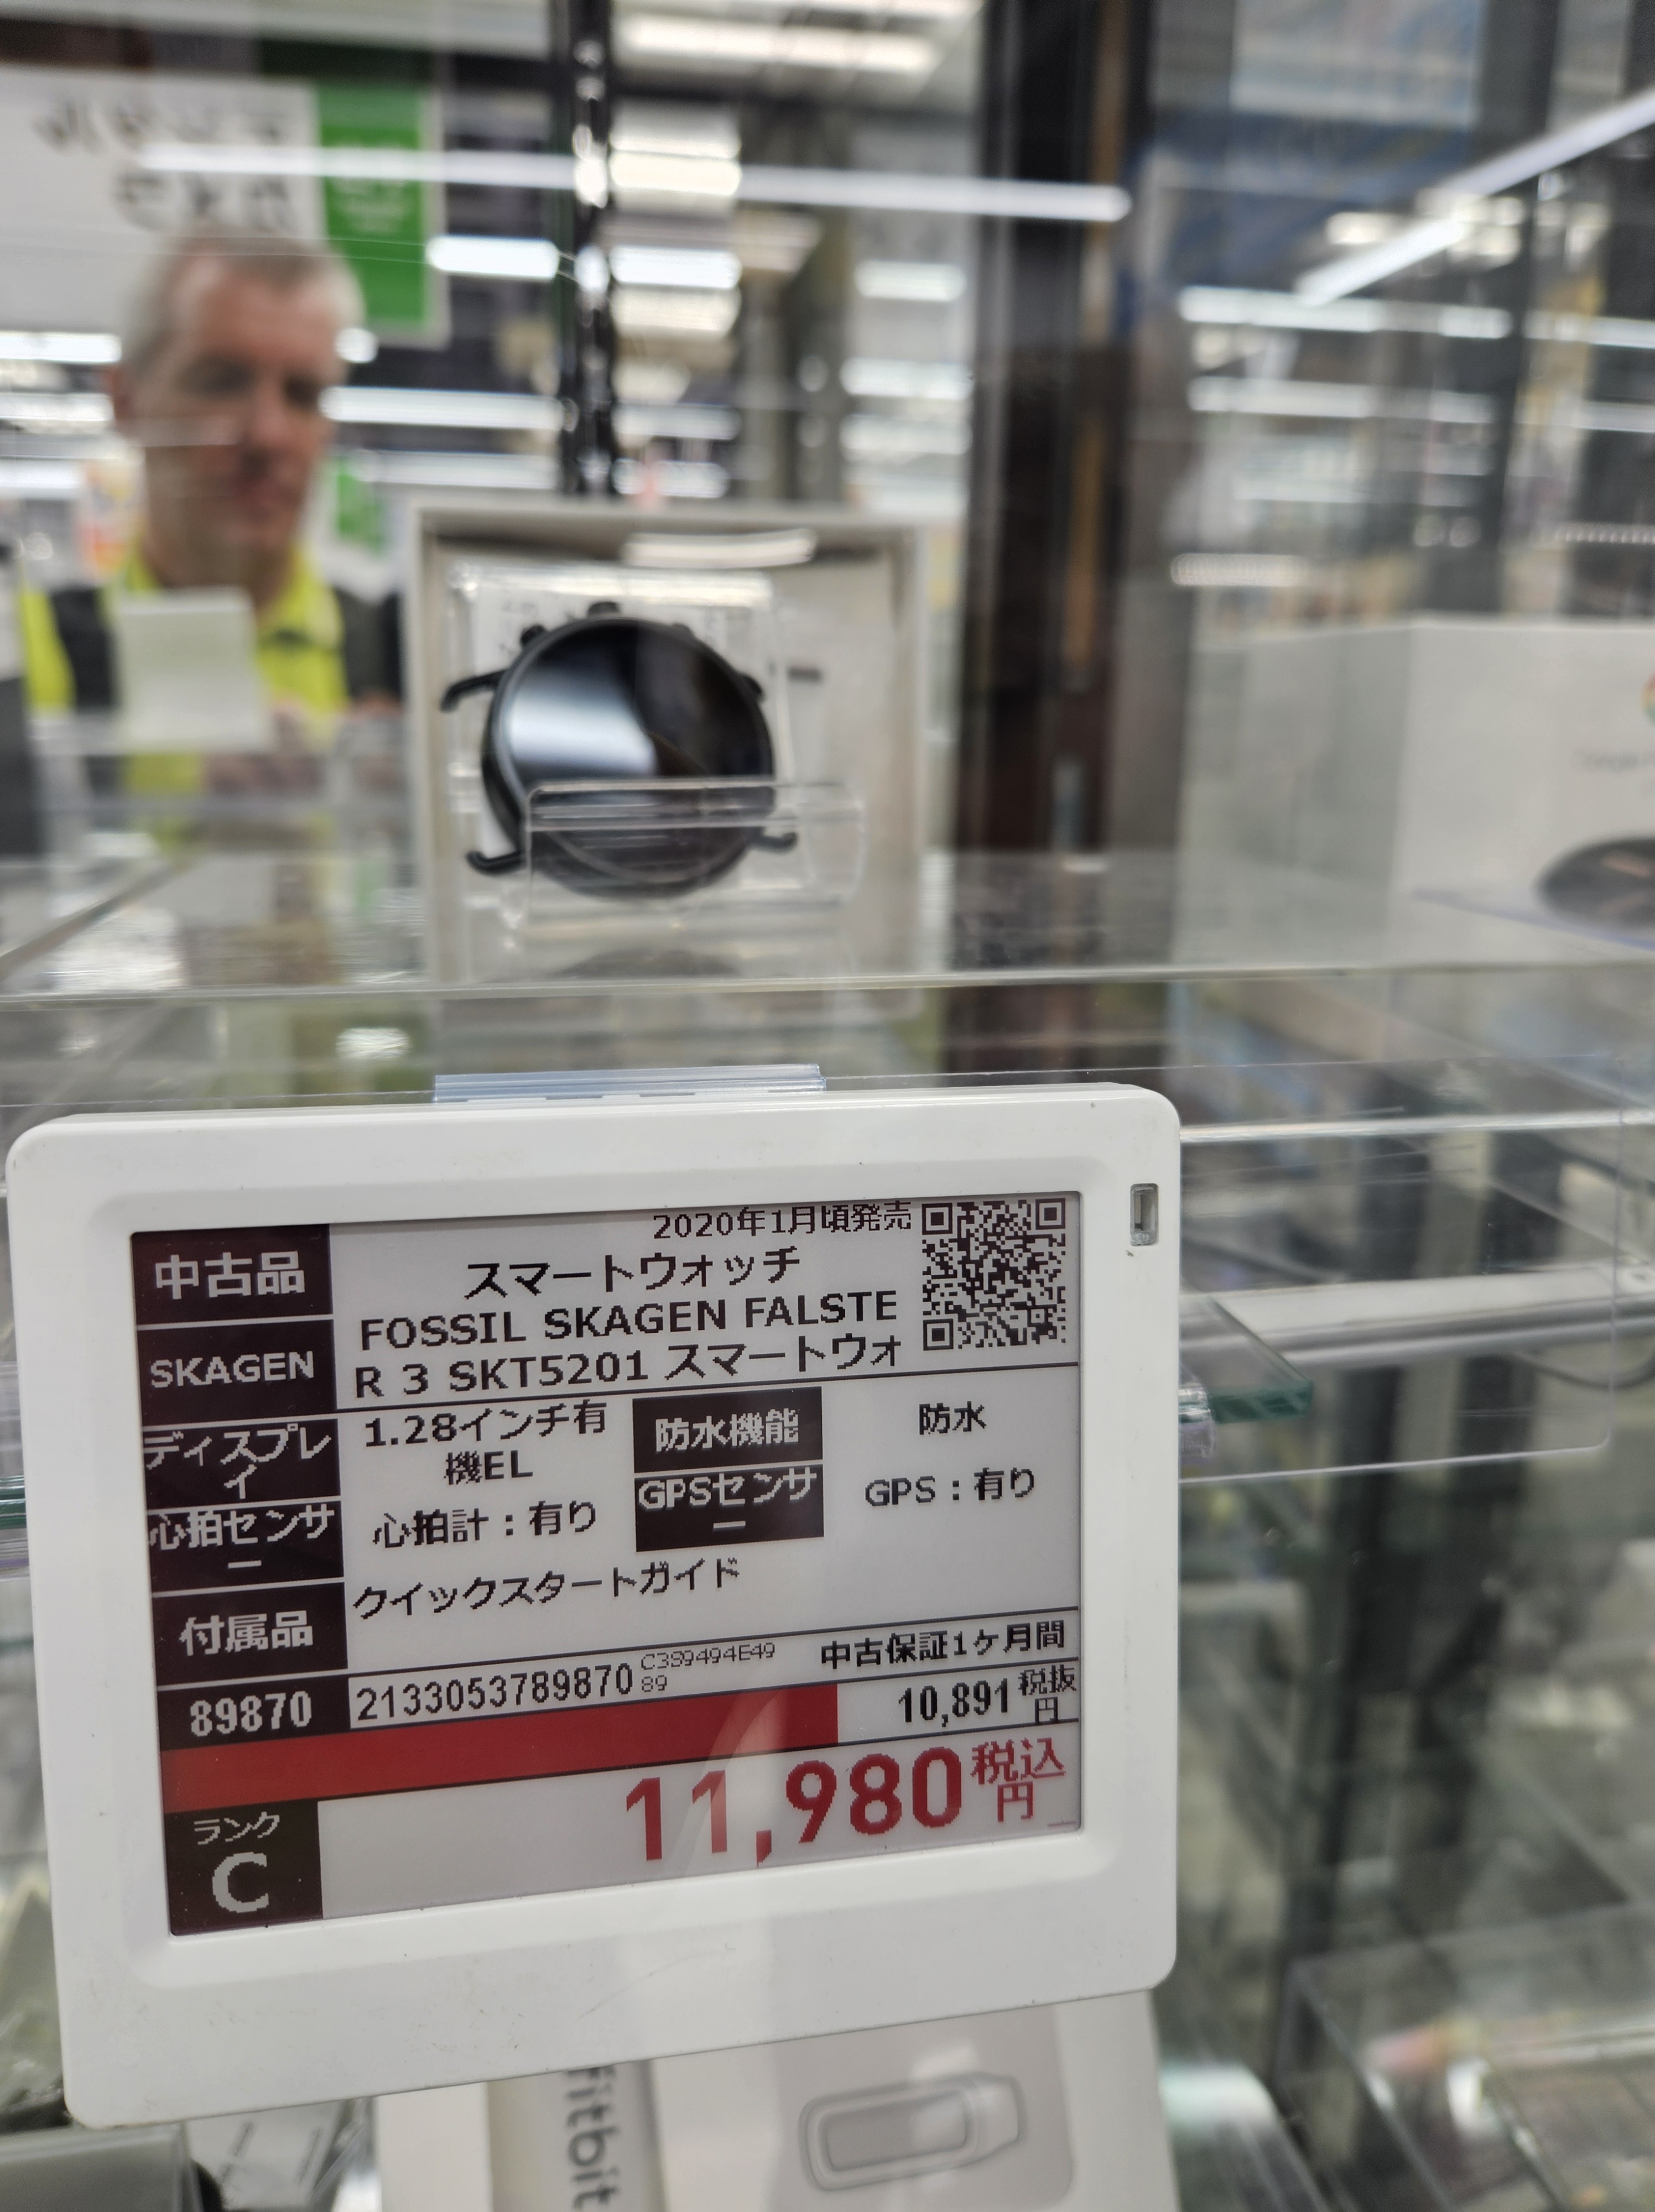 中古品
2020年1月頃発売
スマートウォッチ
FOSSIL SKAGEN FALSTE
R 3 SKT5201 スマートウォ
SKAGEN
ディスプレ
イ
1.28インチ有
機EL
防水機能
防水
心拍センサ
ー
心拍計：有り
GPSセンサ
ー
GPS：有り
付属品
クイックスタートガイド
89870
2133053789870
C3S9494E49
89
中古保証1ヶ月間
10,891 税抜
円
11,980 税込
円
ランク
C
fitbit